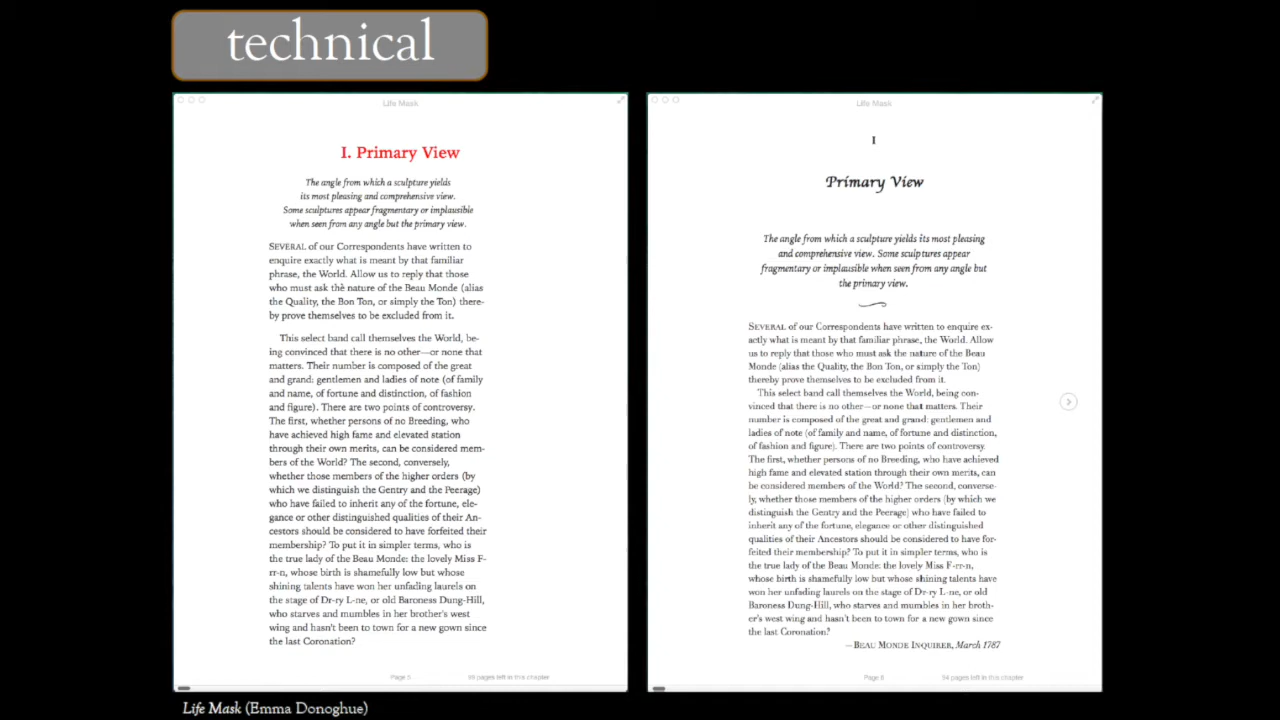 technical
Life Mask
I. Primary View
The angle from which a sculpture yields
its most pleasing and comprehensive view.
Some sculptures appear fragmentary or implausible
when seen from any angle but the primary view.
SEVERAL of our Correspondents have written to
enquire exactly what is meant by that familiar
phrase, the World. Allow us to reply that those
who must ask the nature of the Beau Monde (alias
the Quality, the Bon Ton, or simply the Ton) there-
by prove themselves to be excluded from it.
This select band call themselves the World, be-
ing convinced that there is no other—or none that
matters. Their number is composed of the great
and grand: gentlemen and ladies of note (of family
and name, of fortune and distinction, of fashion
and figure). There are two points of controversy.
The first, whether persons of no Breeding, who
have achieved high fame and elevated station
through their own merits, can be considered mem-
bers of the World? The second, conversely,
whether those members of the higher orders (by
which we distinguish the Gentry and the Peerage)
who have failed to inherit any of the fortune, ele-
gance or other distinguished qualities of their An-
cestors should be considered to have forfeited their
membership? To put it in simpler terms, who is
the true lady of the Beau Monde: the lovely Miss F-
rr-n, whose birth is shamefully low but whose
shining talents have won her unfading laurels on
the stage of Dr-ry L-ne, or old Baroness Dung-Hill,
who starves and mumbles in her brother's west
wing and hasn't been to town for a new gown since
the last Coronation?
Page 5 99 pages left in this chapter
Life Mask
I
Primary View
The angle from which a sculpture yields its most pleasing
and comprehensive view. Some sculptures appear
fragmentary or implausible when seen from any angle but
the primary view.
SEVERAL of our Correspondents have written to enquire ex-
actly what is meant by that familiar phrase, the World. Allow
us to reply that those who must ask the nature of the Beau
Monde (alias the Quality, the Bon Ton, or simply the Ton)
thereby prove themselves to be excluded from it.
This select band call themselves the World, being con-
vinced that there is no other—or none that matters. Their
number is composed of the great and grand: gentlemen and
ladies of note (of family and name, of fortune and distinction,
of fashion and figure). There are two points of controversy.
The first, whether persons of no Breeding, who have achieved
high fame and elevated station through their own merits, can
be considered members of the World? The second, converse-
ly, whether those members of the higher orders (by which we
distinguish the Gentry and the Peerage) who have failed to
inherit any of the fortune, elegance or other distinguished
qualities of their Ancestors should be considered to have for-
feited their membership? To put it in simpler terms, who is
the true lady of the Beau Monde: the lovely Miss F-rr-n,
whose birth is shamefully low but whose shining talents have
won her unfading laurels on the stage of Dr-ry L-ne, or old
Baroness Dung-Hill, who starves and mumbles in her broth-
er's west wing and hasn't been to town for a new gown since
the last Coronation?
—BEAU MONDE INQUIRER, March 1787
Page 6 94 pages left in this chapter
Life Mask (Emma Donoghue)